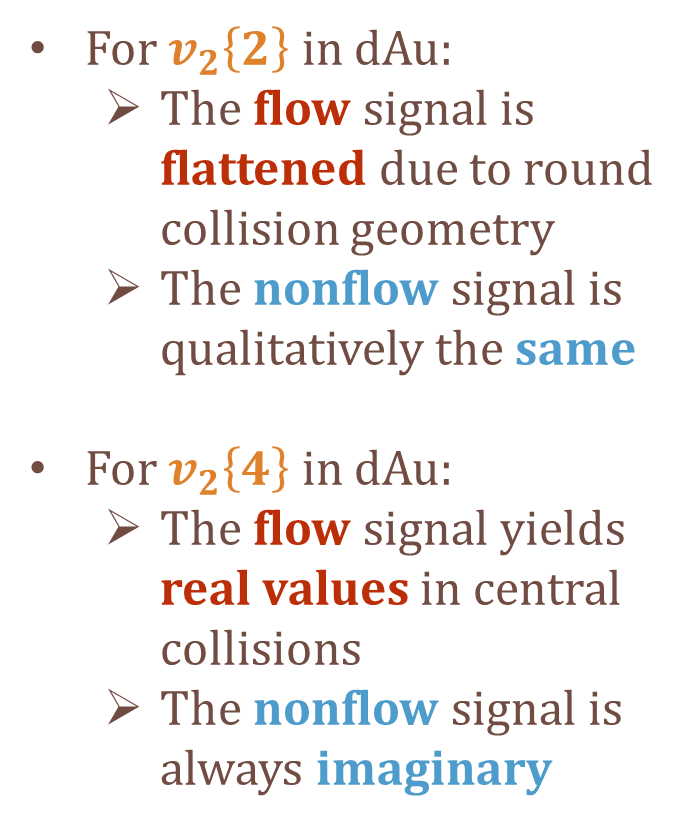 • For v₂{2} in dAu:
➢ The flow signal is
flattened due to round
collision geometry
➢ The nonflow signal is
qualitatively the same
• For v₂{4} in dAu:
➢ The flow signal yields
real values in central
collisions
➢ The nonflow signal is
always imaginary